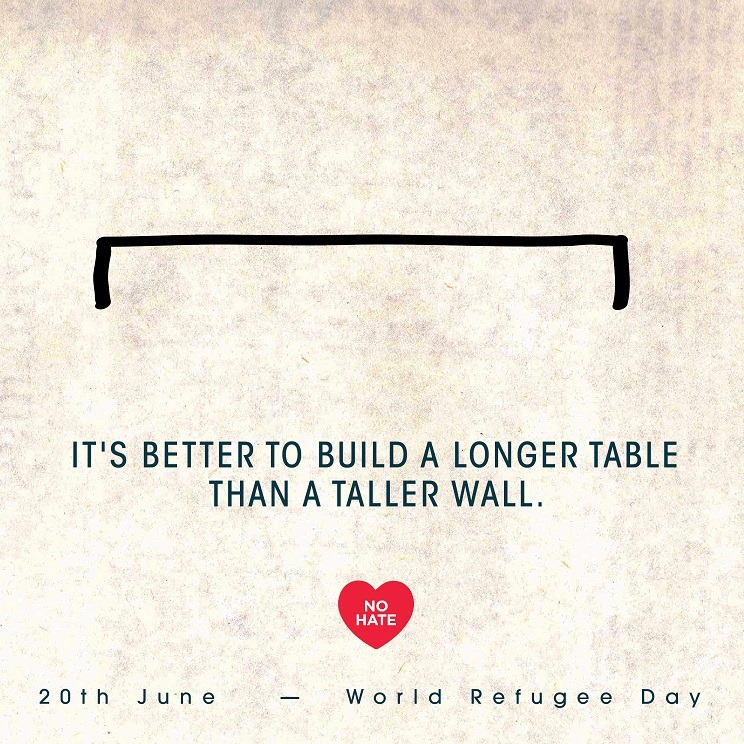 IT'S BETTER TO BUILD A LONGER TABLE
THAN A TALLER WALL.
NO
HATE
20th June — World Refugee Day